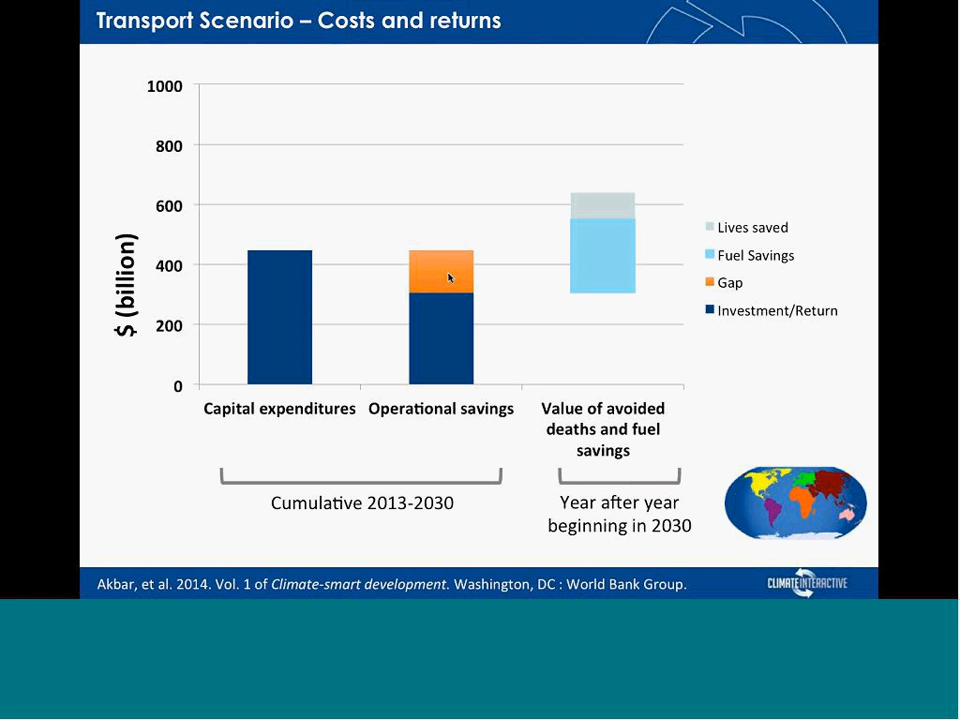 Transport Scenario – Costs and returns
1000
800
600
400
200
0
$ (billion)
Lives saved
Fuel Savings
Gap
Investment/Return
Capital expenditures
Operational savings
Value of avoided
deaths and fuel
savings
Cumulative 2013-2030
Year after year
beginning in 2030
Akbar, et al. 2014. Vol. 1 of Climate-smart development. Washington, DC : World Bank Group.
CLIMATE INTERACTIVE